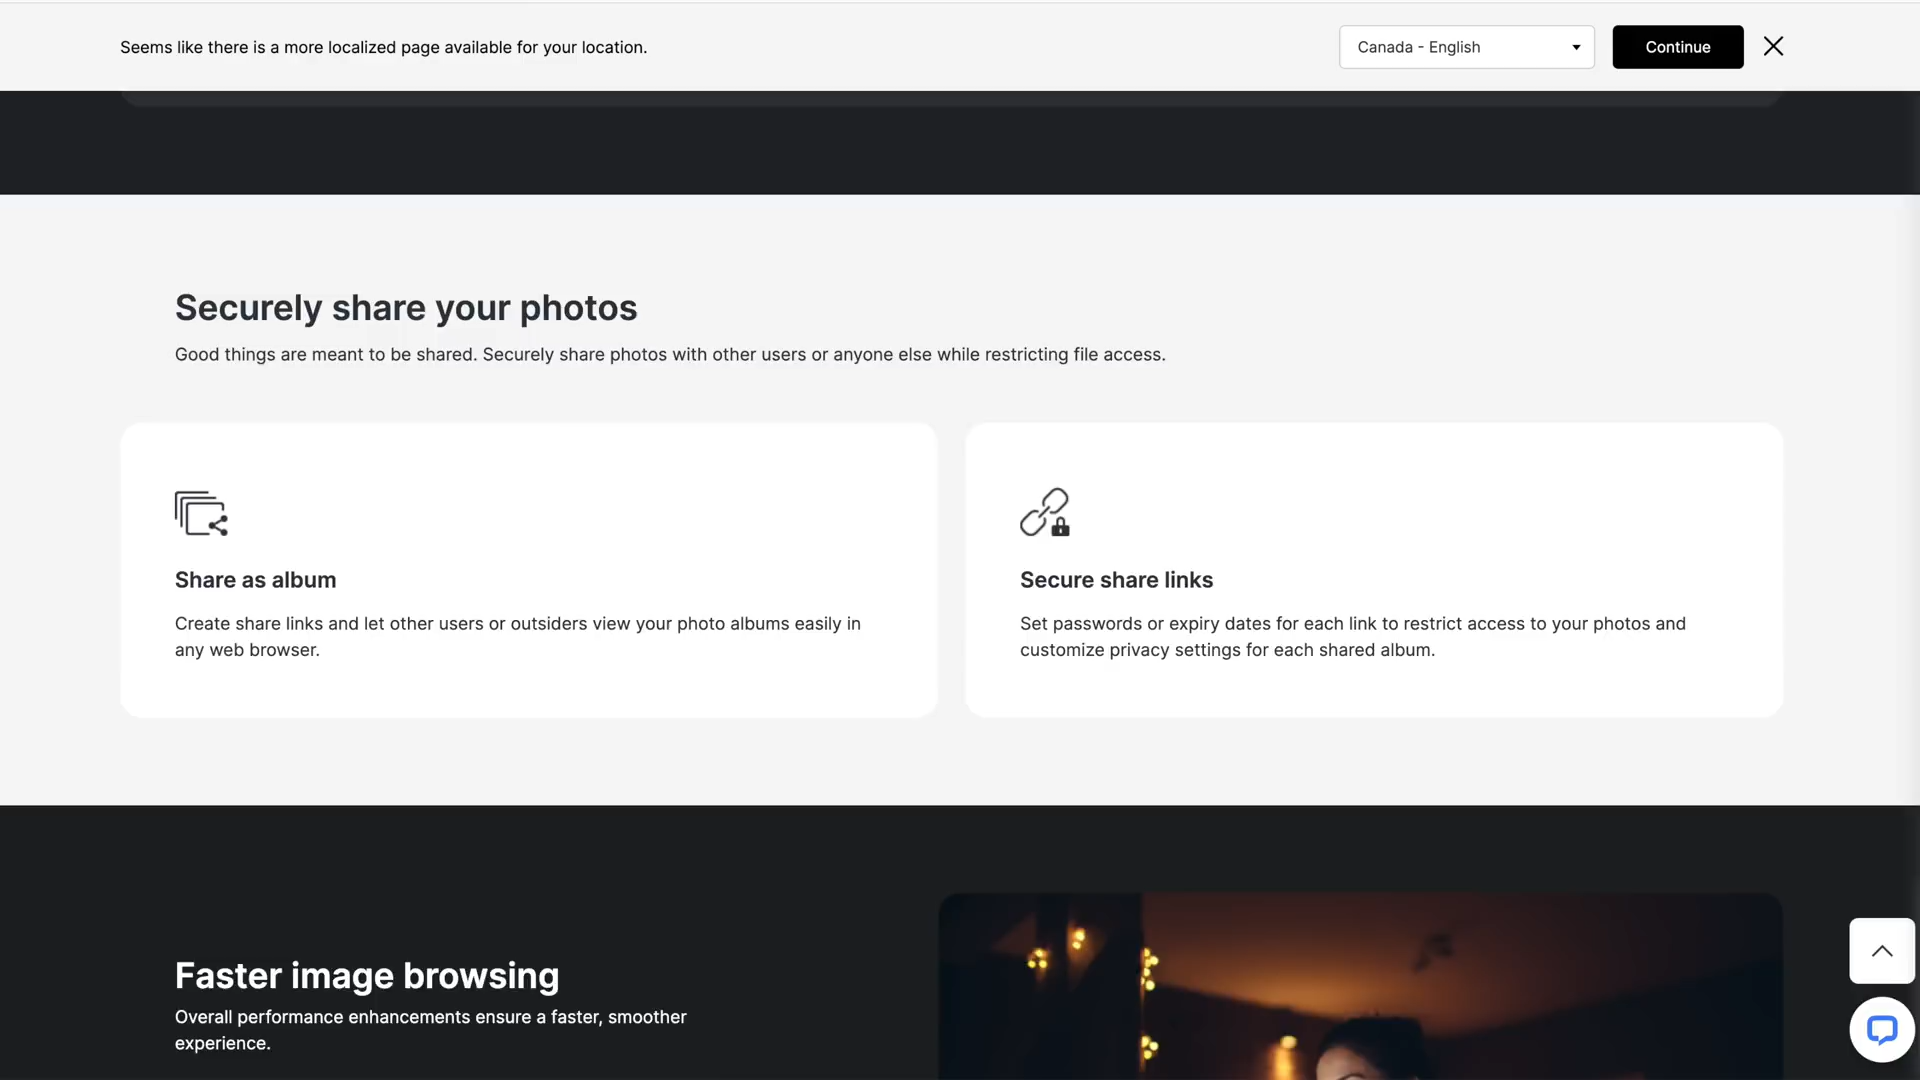 Seems like there is a more localized page available for your location.
Canada - English
Continue
Securely share your photos
Good things are meant to be shared. Securely share photos with other users or anyone else while restricting file access.
Share as album
Create share links and let other users or outsiders view your photo albums easily in
any web browser.
Secure share links
Set passwords or expiry dates for each link to restrict access to your photos and
customize privacy settings for each shared album.
Faster image browsing
Overall performance enhancements ensure a faster, smoother
experience.